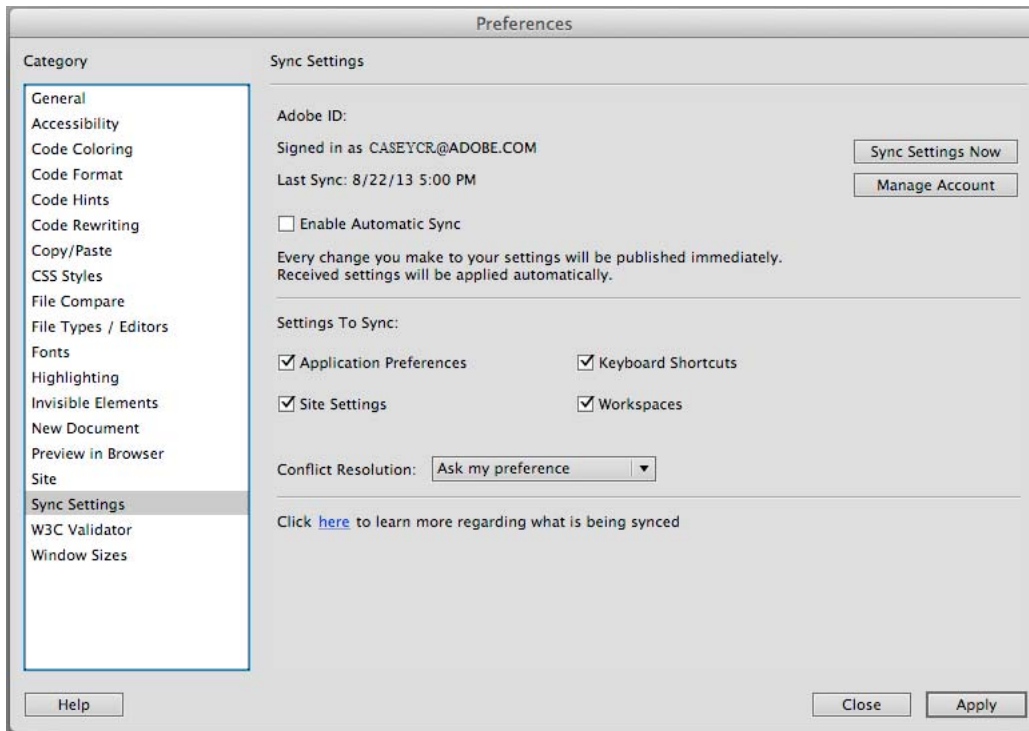 Preferences
Category
General
Accessibility
Code Coloring
Code Format
Code Hints
Code Rewriting
Copy/Paste
CSS Styles
File Compare
File Types / Editors
Fonts
Highlighting
Invisible Elements
New Document
Preview in Browser
Site
Sync Settings
W3C Validator
Window Sizes
Sync Settings
Adobe ID:
Signed in as CASEYCR@ADOBE.COM
Sync Settings Now
Last Sync: 8/22/13 5:00 PM
Manage Account
Enable Automatic Sync
Every change you make to your settings will be published immediately.
Received settings will be applied automatically.
Settings To Sync:
Application Preferences
Keyboard Shortcuts
Site Settings
Workspaces
Conflict Resolution: Ask my preference
Click here to learn more regarding what is being synced
Help
Close
Apply